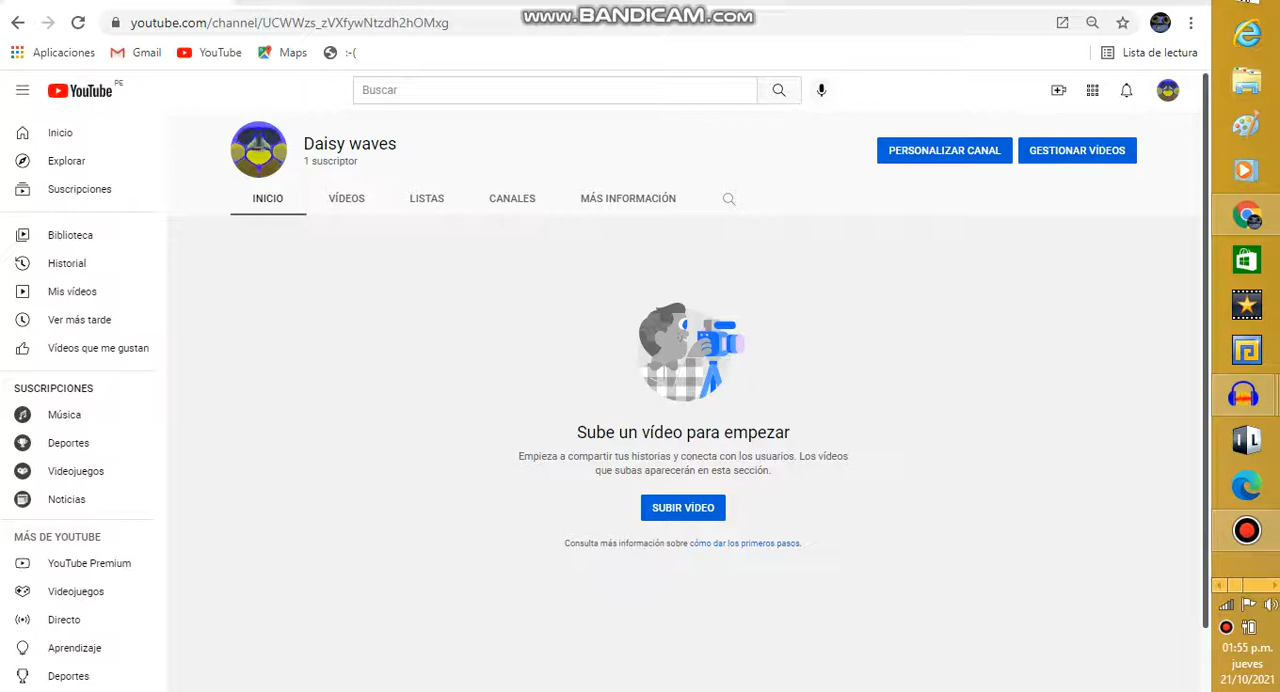 youtube.com/channel/UCWWzs_zVXfywNtzdh2hOMxg
www.BANDICAM.com
Aplicaciones
Gmail
YouTube
Maps
:-(
Lista de lectura
YouTube PE
Buscar
Inicio
Explorar
Suscripciones
Biblioteca
Historial
Mis vídeos
Ver más tarde
Vídeos que me gustan
SUSCRIPCIONES
Música
Deportes
Videojuegos
Noticias
MÁS DE YOUTUBE
YouTube Premium
Videojuegos
Directo
Aprendizaje
Deportes
Daisy waves
1 suscriptor
PERSONALIZAR CANAL
GESTIONAR VÍDEOS
INICIO
VÍDEOS
LISTAS
CANALES
MÁS INFORMACIÓN
Sube un vídeo para empezar
Empieza a compartir tus historias y conecta con los usuarios. Los vídeos
que subas aparecerán en esta sección.
SUBIR VÍDEO
Consulta más información sobre cómo dar los primeros pasos.
IL
01:55 p.m.
jueves
21/10/2021